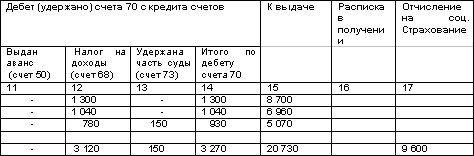 Дебет (удержано) счета 70 с кредита счетов
К выдаче
Расписка
в
получени
и
Отчисление
на соц.
Страхование
Выдан
аванс
(счет 50)
Налог на
доходы
(счет 68)
Удержана
часть суды
(счет 73)
Итого по
дебету
счета 70
11 12 13 14 15 16 17
- 1 300 - 1 300 8 700
- 1 040 - 1 040 6 960
- 780 150 930 5 070
- 3 120 150 3 270 20 730 9 600